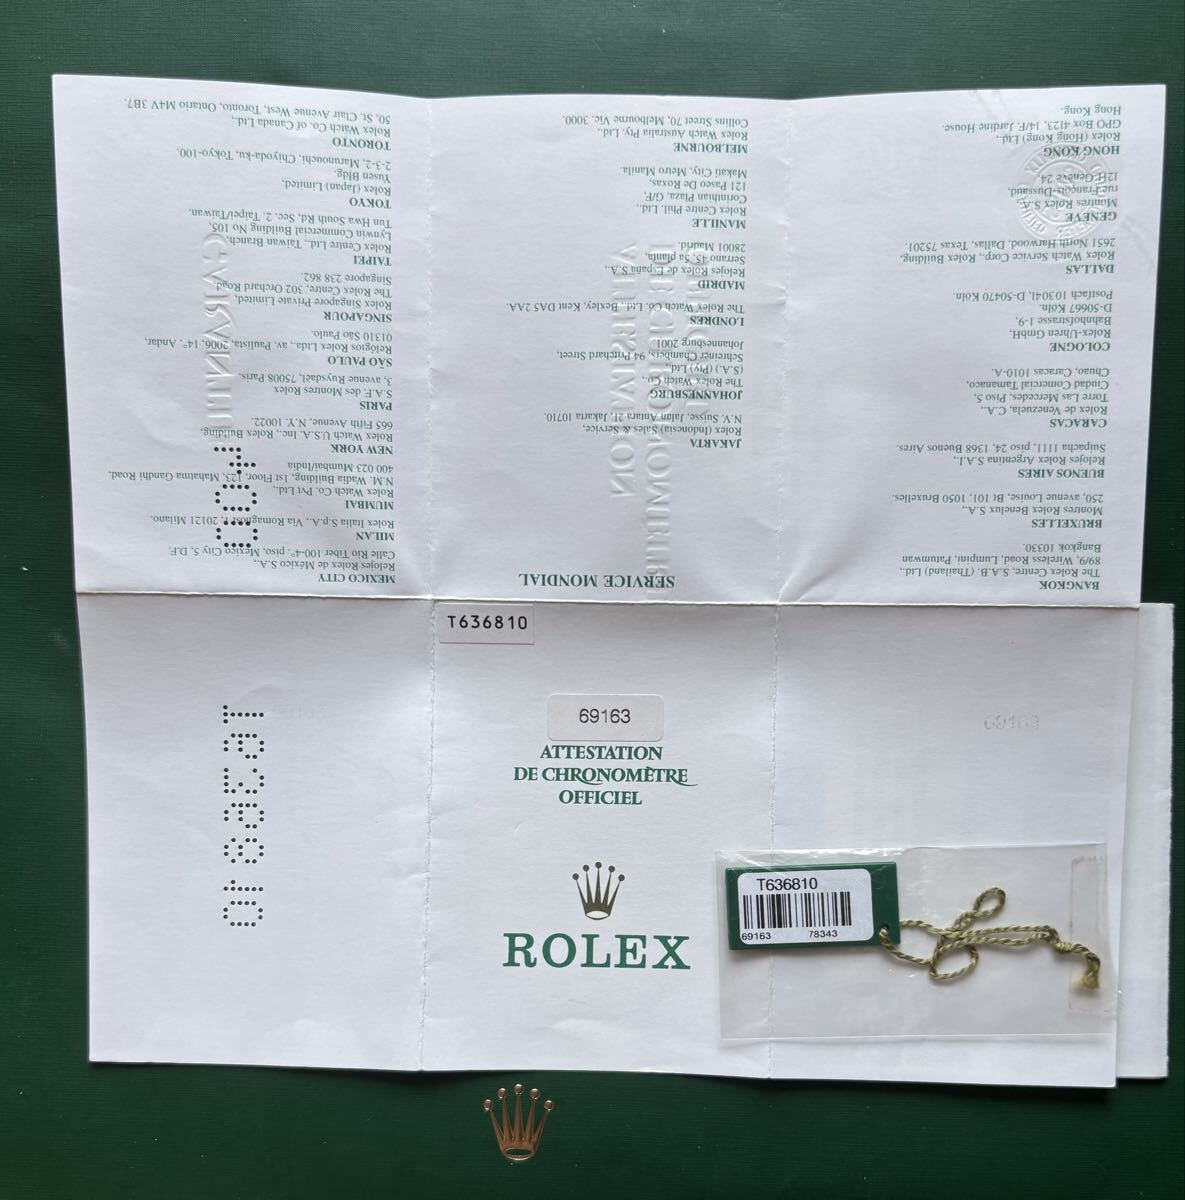 SERVICE MONDIAL
BANGKOK
The Rolex Centre, S.A.B. (Thailand) Ltd.,
89/9, Wireless Road, Lumpini, Patumwan
Bangkok 10330.
BRUXELLES
Montres Rolex Benelux S.A.,
250, avenue Louise, Bt 101, 1050 Bruxelles.
BUENOS AIRES
Relojes Rolex Argentina S.A.I.,
Suipacha 1111, piso 24, 1368 Buenos Aires.
CARACAS
Rolex de Venezuela, C.A.,
Torre Las Mercedes, Piso 5,
Ciudad Comercial Tamanaco,
Chuao, Caracas 1010-A.
COLOGNE
Rolex-Uhren GmbH,
Bahnhofstrasse 1-9,
D-50667 Köln.
Postfach 103041, D-50470 Köln
DALLAS
Rolex Watch Service Corp., Rolex Building,
2651 North Harwood, Dallas, Texas 75201.
GENÈVE
Montres Rolex S.A.,
rue François-Dussaud,
1211 Genève 24.
HONG KONG
Rolex (Hong Kong) Ltd.,
GPO Box 4123, 14/F, Jardine House,
Hong Kong.
JAKARTA
Rolex (Indonesia) Sales & Service,
N.V. Suisse, Jalan Antara 21, Jakarta 10710
JOHANNESBURG
The Rolex Watch Co.,
(S.A.) (Pty) Ltd.,
Schreiner Chambers, 94 Pritchard Street,
Johannesburg 2001.
LONDRES
The Rolex Watch Co. Ltd., Bexley, Kent DA5 2AA
MADRID
Relojes Rolex de España S.A.,
Serrano 45, 5a planta,
28001 Madrid.
MANILLE
Rolex Centre Phil. Ltd.,
Corinthian Plaza, G/F,
121 Paseo De Roxas,
Makati City, Metro Manila.
MELBOURNE
Rolex Watch Australia Pty. Ltd.,
Collins Melbourne, 70, Vic. 3000.
MEXICO CITY
Relojes Rolex de México S.A.,
Calle Rio Tiber 100-4°. piso, Mexico City 5, D.F.
MILAN
Rolex Italia S.p.A., Via Romagnosi 1, 20121 Milano.
MUMBAI
Rolex Watch Co. Pvt Ltd.,
N.M. Wadia Building, 1st Floor, 123, Mahatma Gandhi Road,
400 023 Mumbai/India
NEW YORK
Rolex Watch U.S.A. Inc., Rolex Building,
665 Fifth Avenue, N.Y. 10022.
PARIS
S.A.F. des Montres Rolex
3, avenue Ruysdaël, 75008 Paris.
SÃO PAULO
Relógios Rolex Ltda., av. Paulista, 2006, 14°. Andar,
01310 São Paulo.
SINGAPOUR
Rolex Singapore Private Limited,
The Rolex Centre, 302 Orchard Road,
Singapore 238 862.
TAIPEI
Rolex Centre Ltd., Taiwan Branch,
Lynwin Commercial Building No 105,
Tun Hwa South Rd. Sec. 2, Taipei/Taiwan.
TOKYO
Rolex (Japan) Limited,
Yusen Bldg.
2-3-2, Marunouchi, Chiyoda-ku, Tokyo-100.
TORONTO
Rolex Watch Co. of Canada Ltd.,
50, St. Clair Avenue West, Toronto, Ontario M4V 3B7.
T636810
T636810
69163
69163
ATTESTATION
DE CHRONOMÈTRE
OFFICIEL
ROLEX
T636810
69163 78343